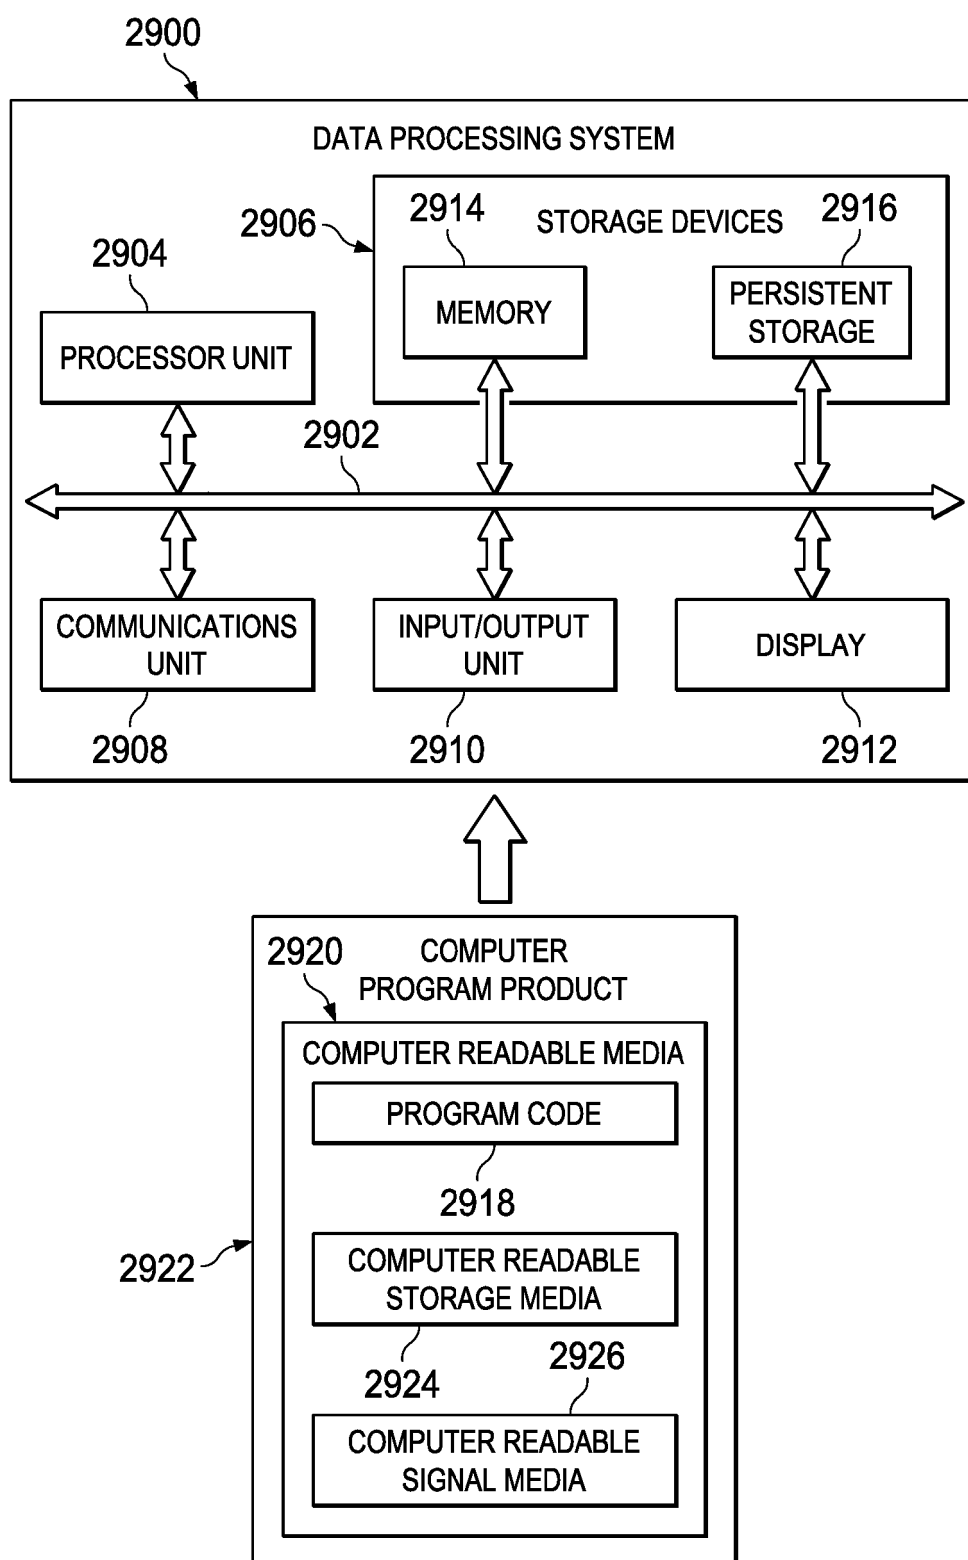 2900
DATA PROCESSING SYSTEM
2906
2914
STORAGE DEVICES
2916
2904
MEMORY
PERSISTENT
STORAGE
PROCESSOR UNIT
2902
COMMUNICATIONS
UNIT
INPUT/OUTPUT
UNIT
DISPLAY
2908
2910
2912
2920
COMPUTER
PROGRAM PRODUCT
COMPUTER READABLE MEDIA
PROGRAM CODE
2918
2922
COMPUTER READABLE
STORAGE MEDIA
2924
2926
COMPUTER READABLE
SIGNAL MEDIA